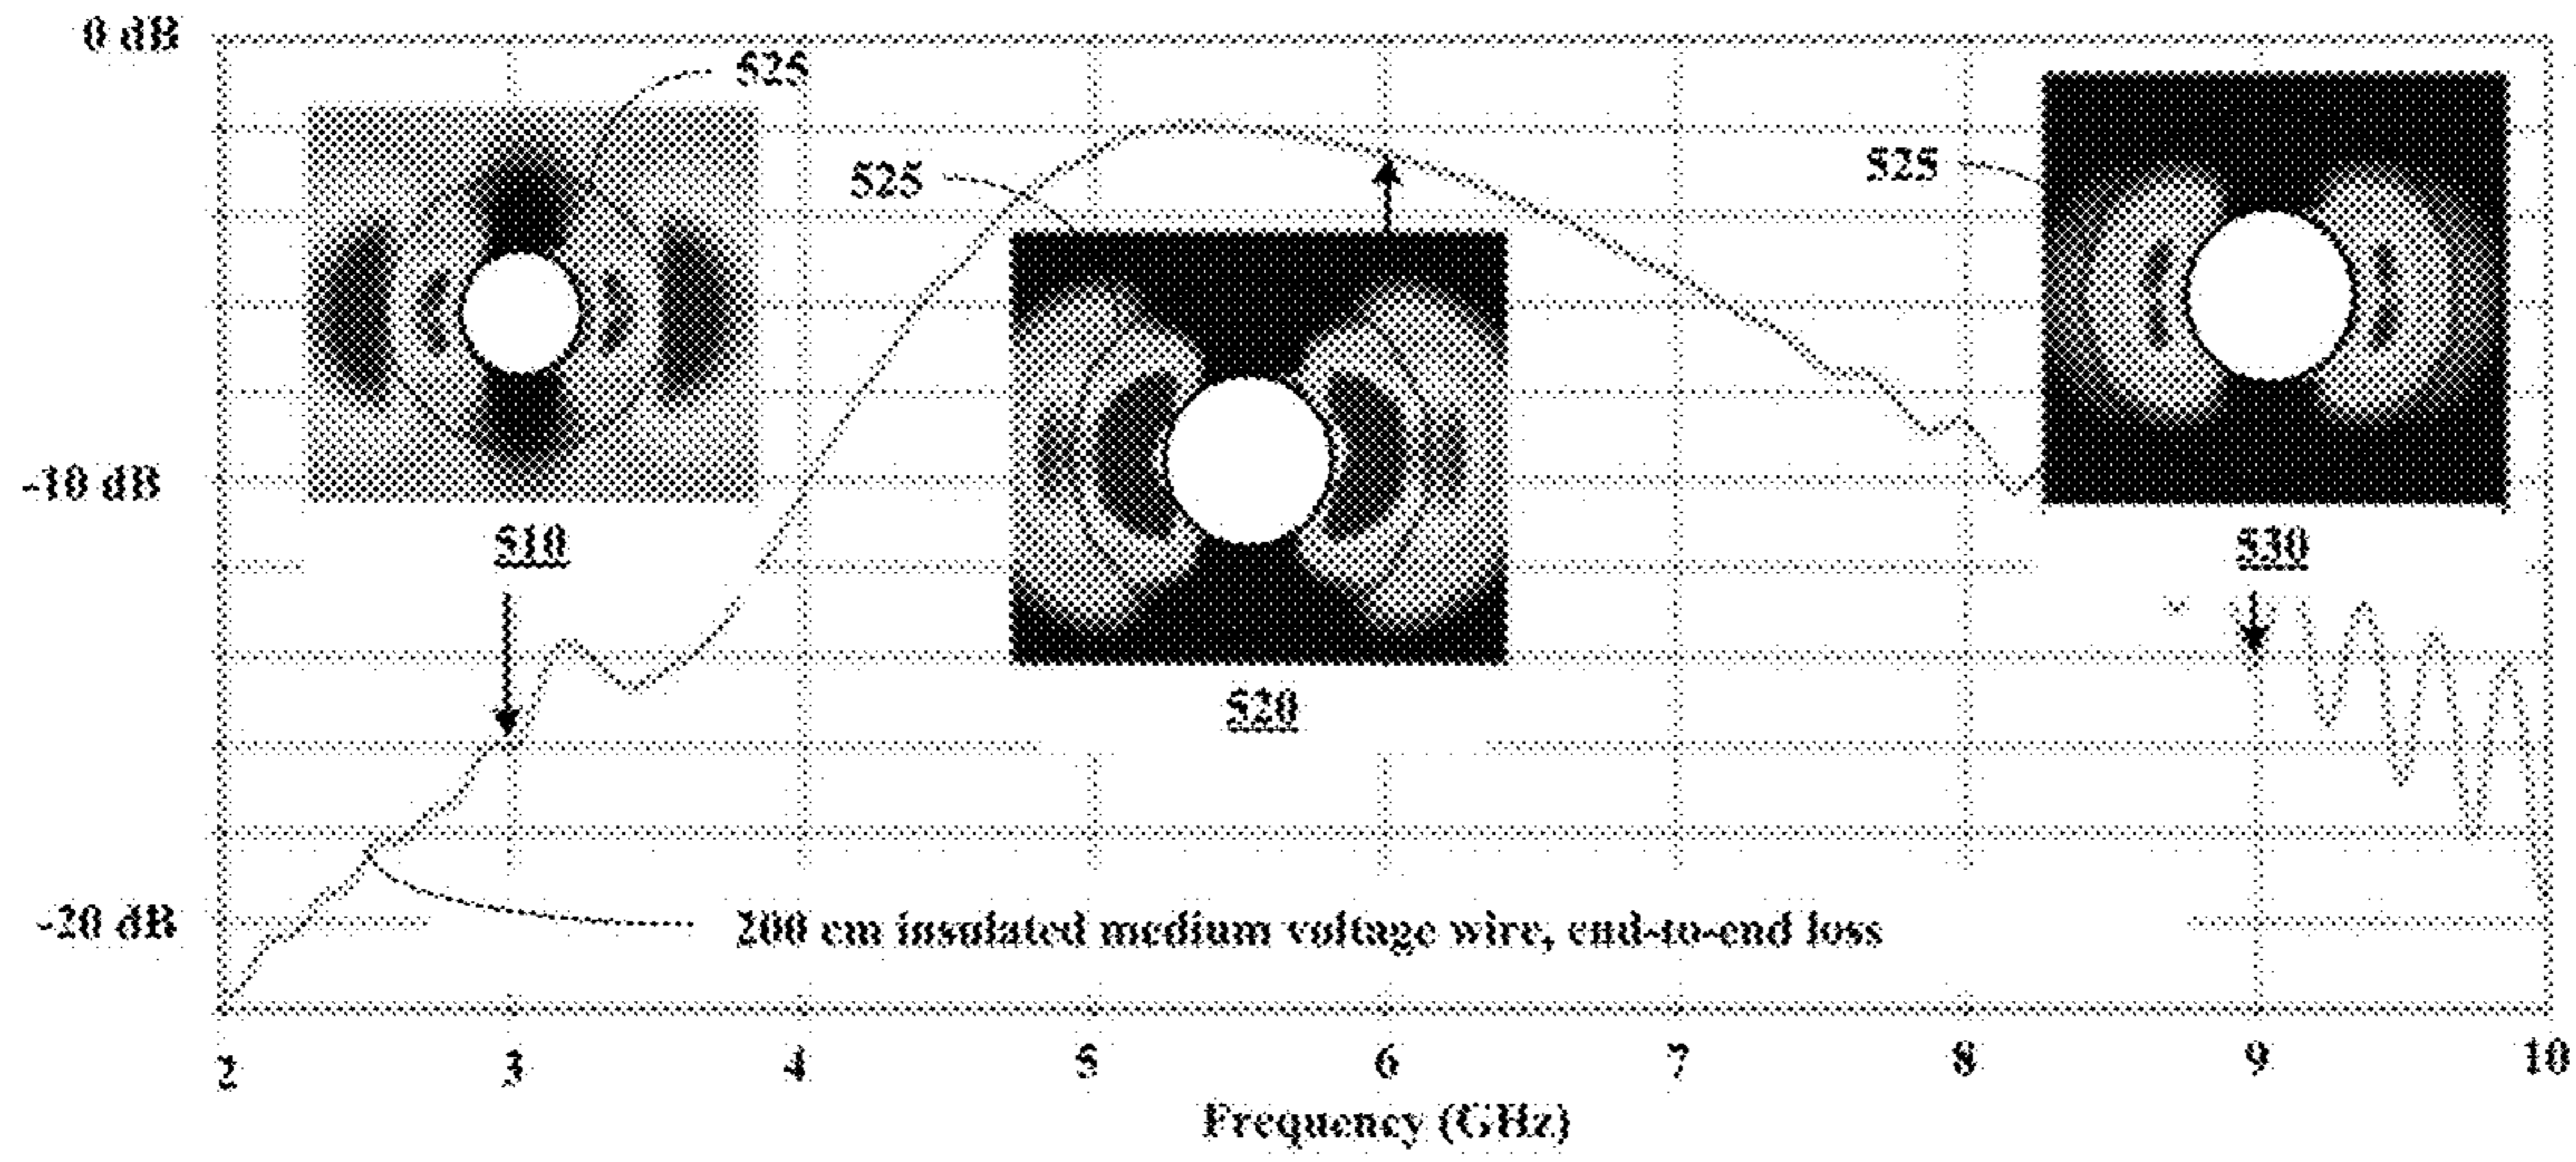 0 dB
525
525
525
-10 dB
510
530
520
-20 dB
200 cm insulated medium voltage wire, end-to-end loss
2 3 4 5 6 7 8 9 10
Frequency (GHz)